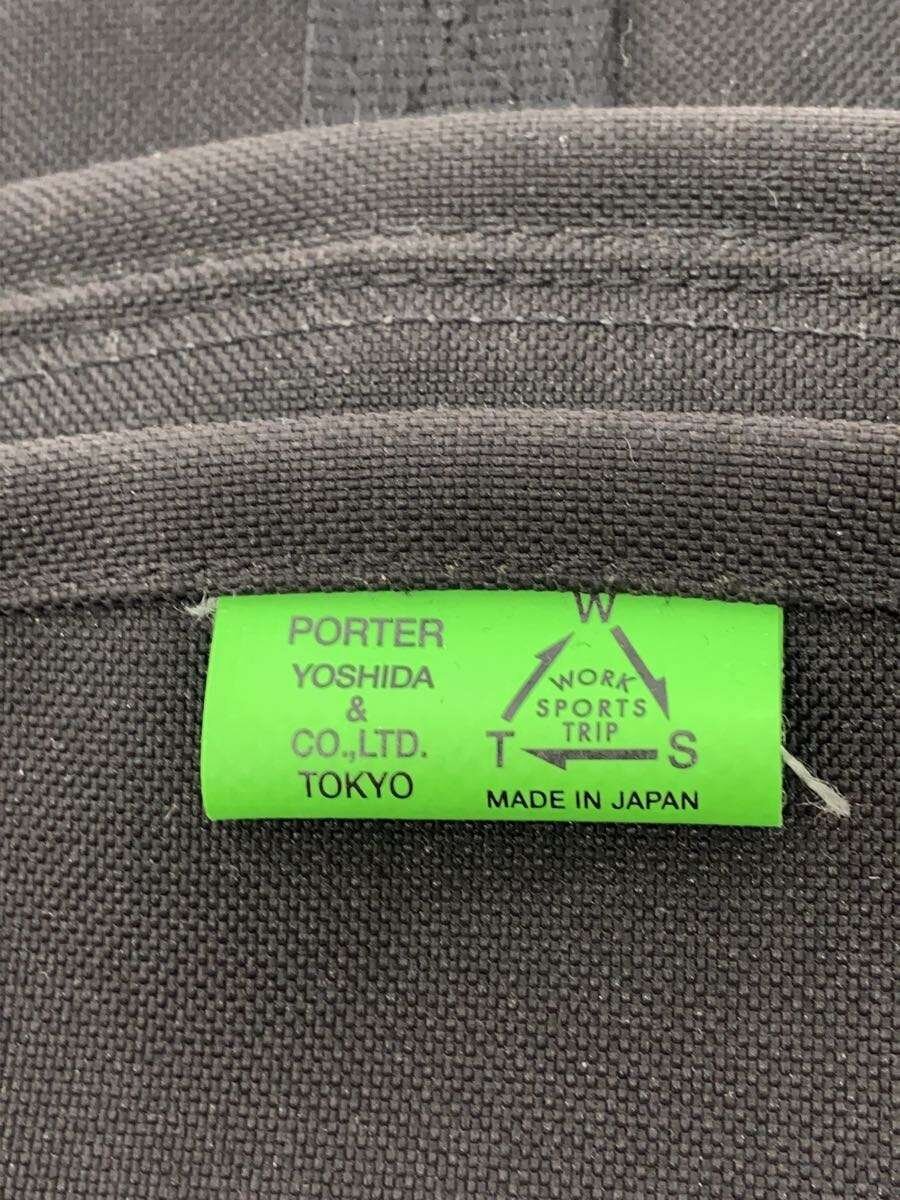 PORTER
YOSHIDA
&
CO.,LTD.
TOKYO
W
WORK
SPORTS
TRIP
T S
MADE IN JAPAN